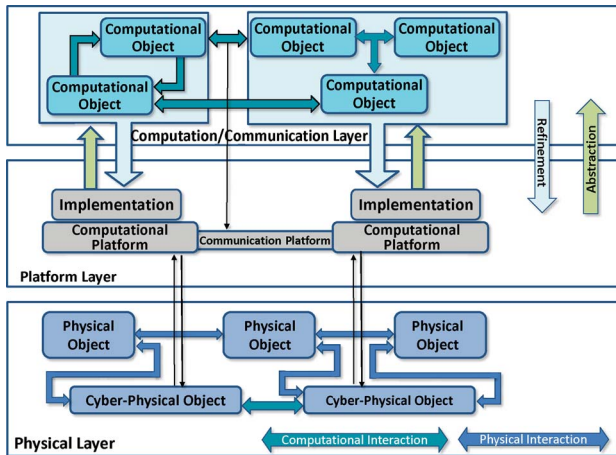 Computational
Object
Computational
Object
Computational
Object
Computational
Object
Computational
Object
Computation/Communication Layer
Refinement
Abstraction
Implementation
Implementation
Computational
Platform
Communication Platform
Computational
Platform
Platform Layer
Physical
Object
Physical
Object
Physical
Object
Cyber-Physical Object
Cyber-Physical Object
Physical Layer
Computational Interaction
Physical Interaction